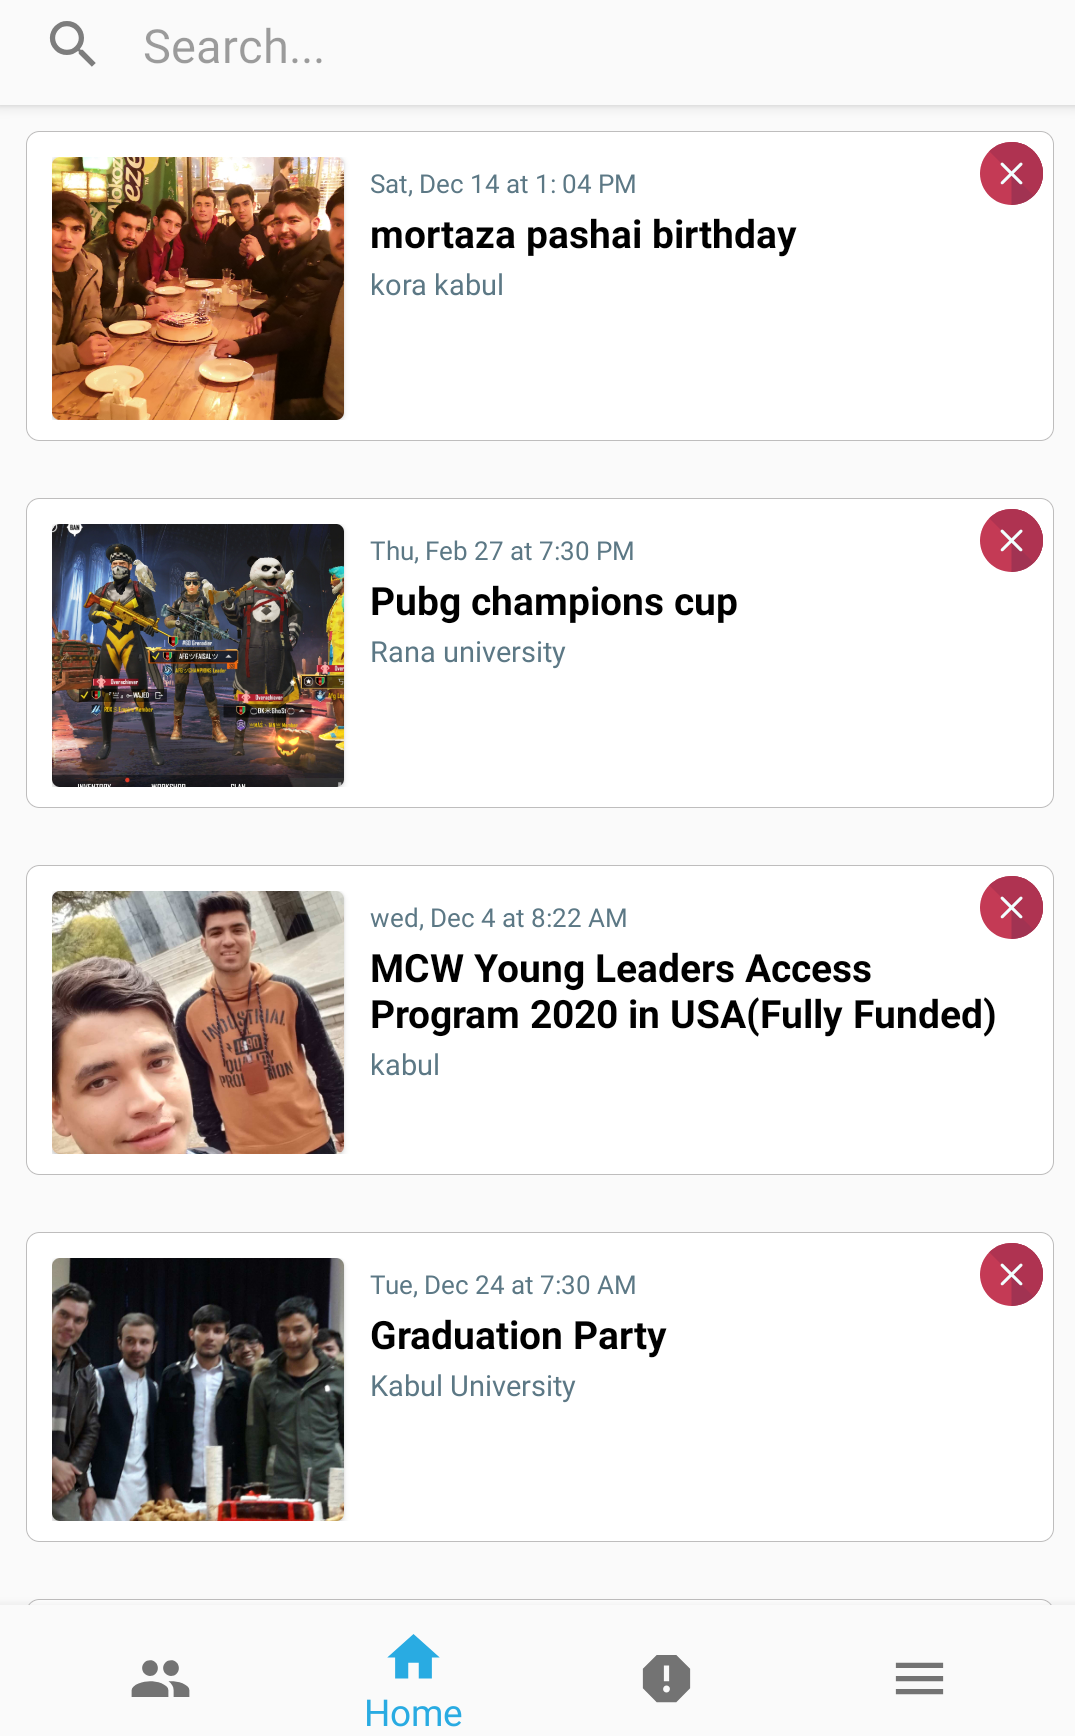 Search...
Sat, Dec 14 at 1: 04 PM
mortaza pashai birthday
kora kabul
Thu, Feb 27 at 7:30 PM
Pubg champions cup
Rana university
wed, Dec 4 at 8:22 AM
MCW Young Leaders Access
Program 2020 in USA(Fully Funded)
kabul
INDUSTRIAL
Tue, Dec 24 at 7:30 AM
Graduation Party
Kabul University
Home